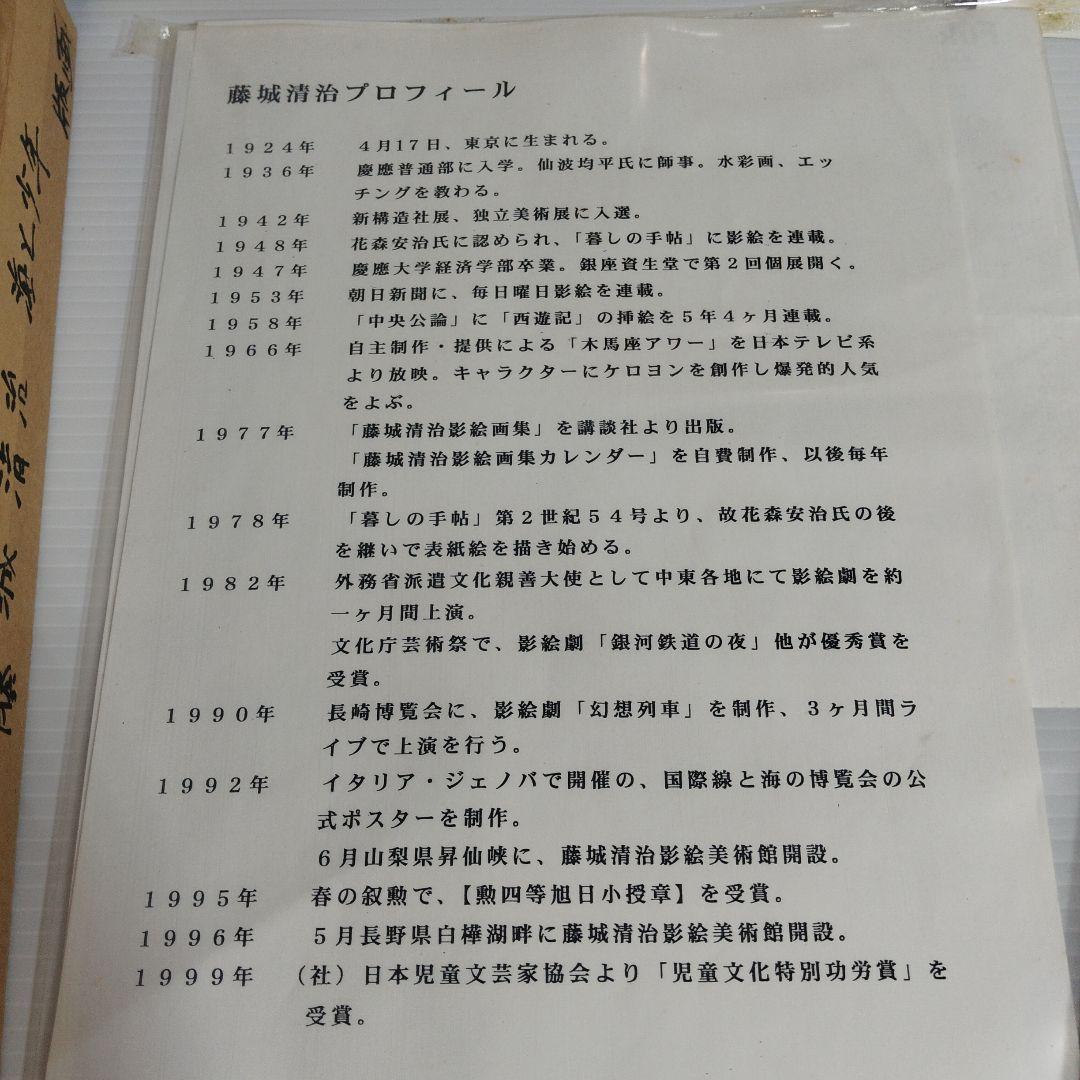 藤城清治プロフィール
1924年 4月17日、東京に生まれる。
1936年 慶應普通部に入学。仙波均平氏に師事。水彩画、エッ
チングを教わる。
1942年 新構造社展、独立美術展に入選。
1948年 花森安治氏に認められ、「暮しの手帖」に影絵を連載。
1947年 慶應大学経済学部卒業。銀座資生堂で第2回個展開く。
1953年 朝日新聞に、毎日曜日影絵を連載。
1958年 「中央公論」に「西遊記」の挿絵を5年4ヶ月連載。
1966年 自主制作・提供による「木馬座アワー」を日本テレビ系
より放映。キャラクターにケロヨンを創作し爆発的人気
をよぶ。
1977年 「藤城清治影絵画集」を講談社より出版。
「藤城清治影絵画集カレンダー」を自費制作、以後毎年
制作。
1978年 「暮しの手帖」第2世紀54号より、故花森安治氏の後
を継いで表紙絵を描き始める。
1982年 外務省派遣文化親善大使として中東各地にて影絵劇を約
一ヶ月間上演。
文化庁芸術祭で、影絵劇「銀河鉄道の夜」他が優秀賞を
受賞。
1990年 長崎博覧会に、影絵劇「幻想列車」を制作、3ヶ月間ラ
イブで上演を行う。
1992年 イタリア・ジェノバで開催の、国際線と海の博覧会の公
式ポスターを制作。
6月山梨県昇仙峡に、藤城清治影絵美術館開設。
1995年 春の叙勲で、【勲四等旭日小授章】を受賞。
1996年 5月長野県白樺湖畔に藤城清治影絵美術館開設。
1999年 （社）日本児童文芸家協会より「児童文化特別功労賞」を
受賞。
藤城清治
版画